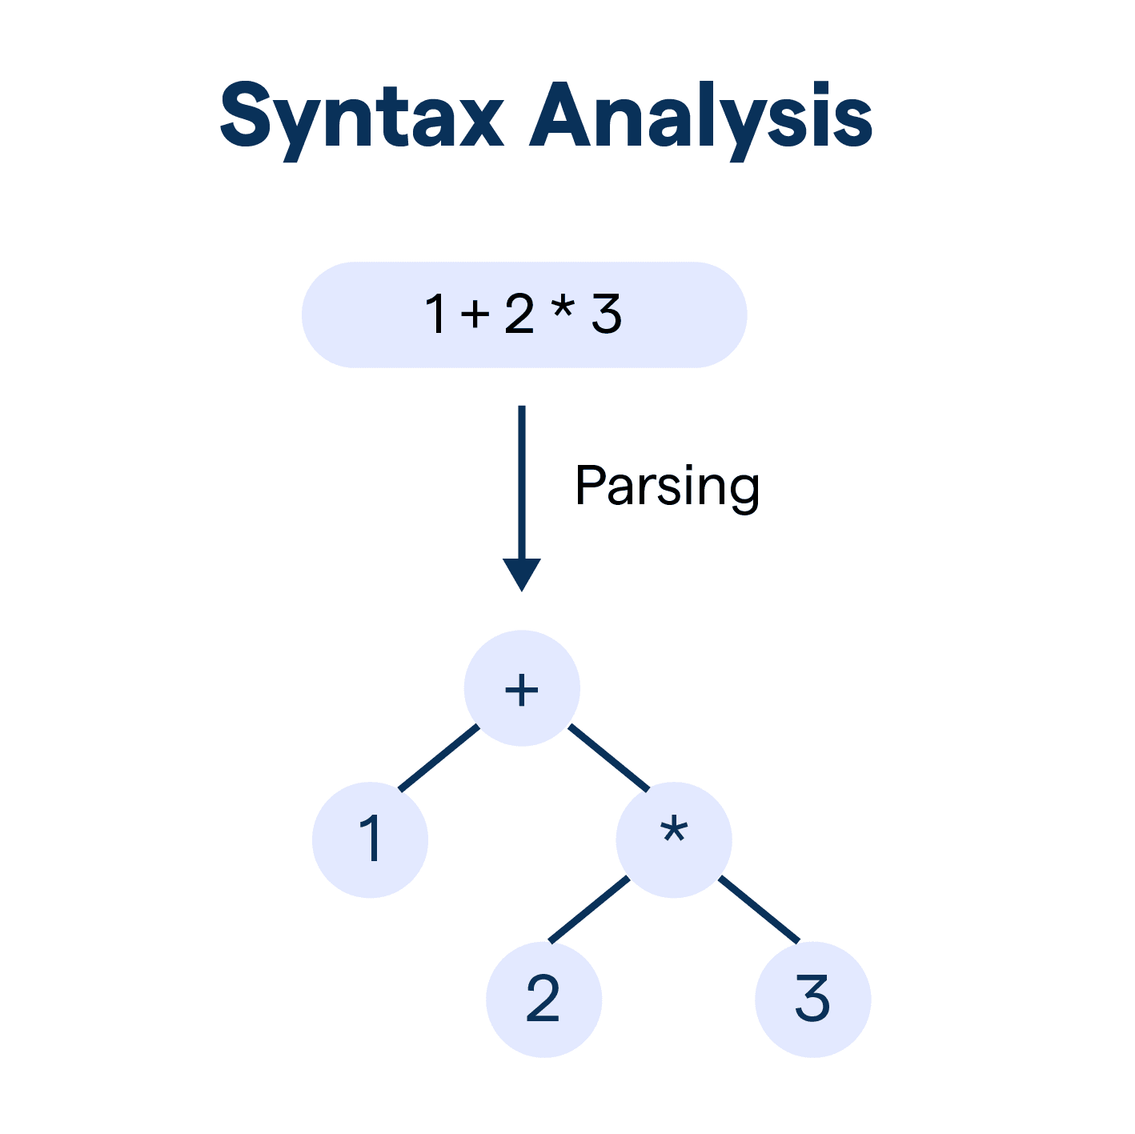 Syntax Analysis
1 + 2 * 3
Parsing
+
1 *
2 3